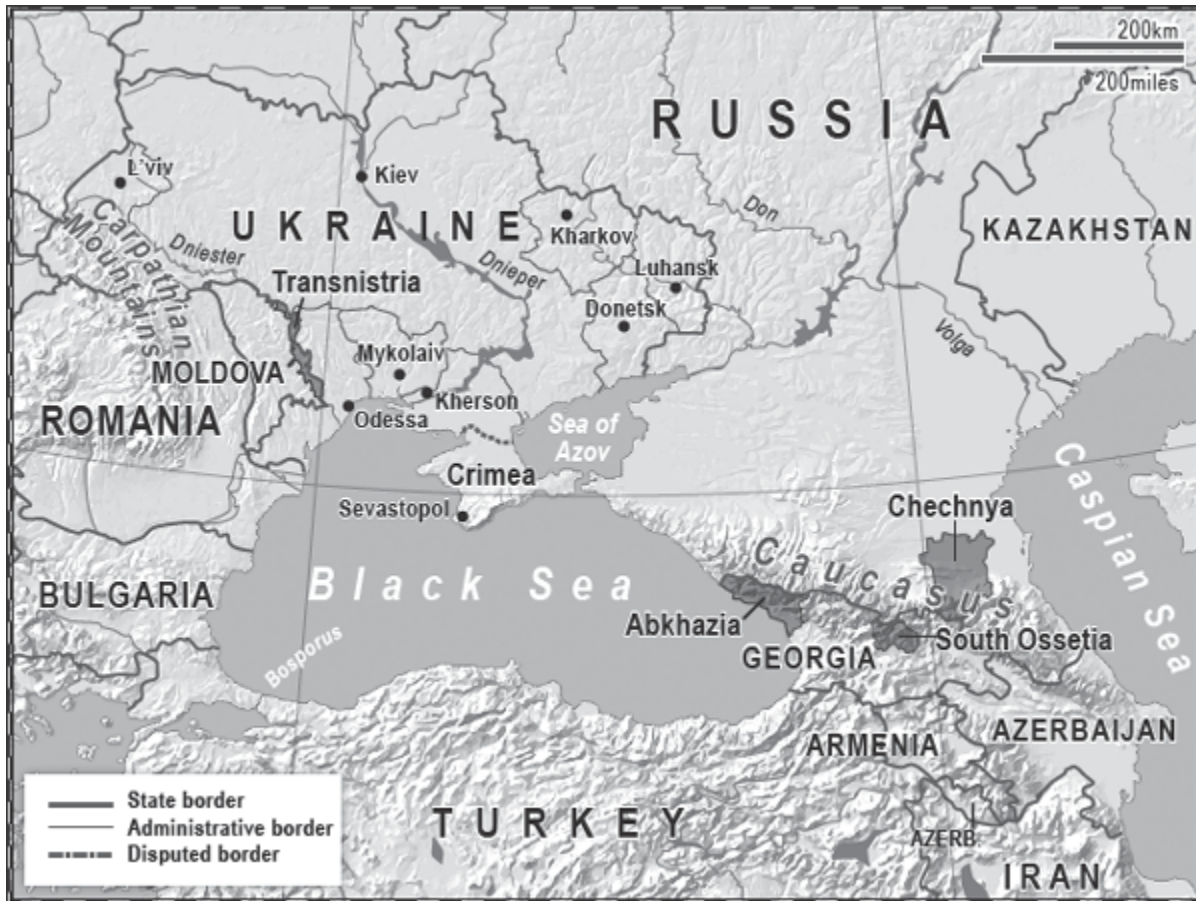 200km
200miles
RUSSIA
L'viv
Kiev
UKRAINE
Kharkov
Don
KAZAKHSTAN
Carpathian
Mountains
Dniester
Dnieper
Luhansk
Transnistria
Donetsk
Volga
Mykolaiv
MOLDOVA
Kherson
ROMANIA
Odessa
Sea of
Azov
Crimea
Sevastopol
Caspian Sea
Chechnya
Caucasus
Black Sea
BULGARIA
Abkhazia
South Ossetia
GEORGIA
Bosporus
AZERBAIJAN
ARMENIA
State border
Administrative border
Disputed border
TURKEY
AZERB.
IRAN